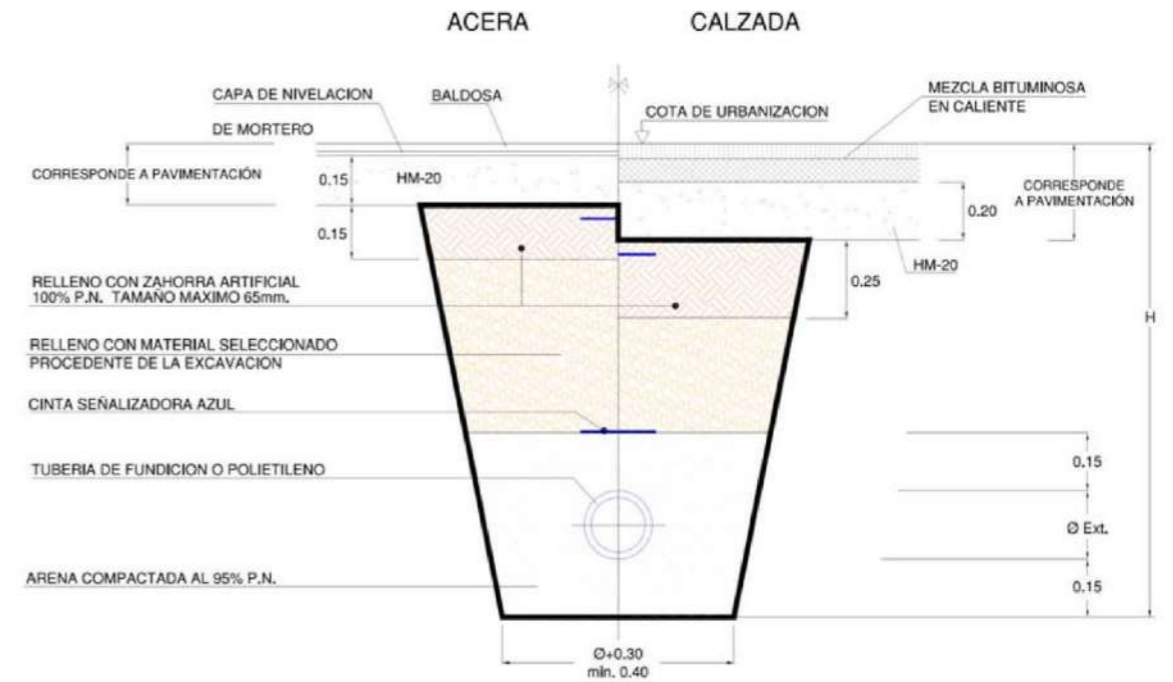 ACERA
CALZADA
CAPA DE NIVELACION
DE MORTERO
BALDOSA
COTA DE URBANIZACION
MEZCLA BITUMINOSA
EN CALIENTE
CORRESPONDE A PAVIMENTACIÓN
0.15
HM-20
CORRESPONDE
A PAVIMENTACIÓN
0.20
0.15
HM-20
0.25
RELLENO CON ZAHORRA ARTIFICIAL
100% P.N. TAMAÑO MAXIMO 65mm.
H
RELLENO CON MATERIAL SELECCIONADO
PROCEDENTE DE LA EXCAVACION
CINTA SEÑALIZADORA AZUL
0.15
TUBERIA DE FUNDICION O POLIETILENO
Ø Ext.
ARENA COMPACTADA AL 95% P.N.
0.15
Ø+0.30
min. 0.40